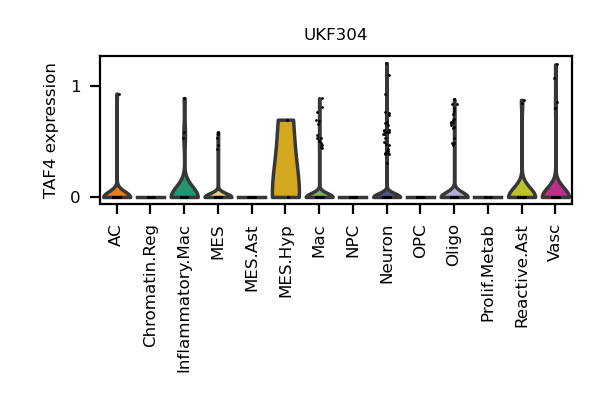 UKF304
TAF4 expression
1
0
AC
Chromatin.Reg
Inflammatory.Mac
MES
MES.Ast
MES.Hyp
Mac
NPC
Neuron
OPC
Oligo
Prolif.Metab
Reactive.Ast
Vasc